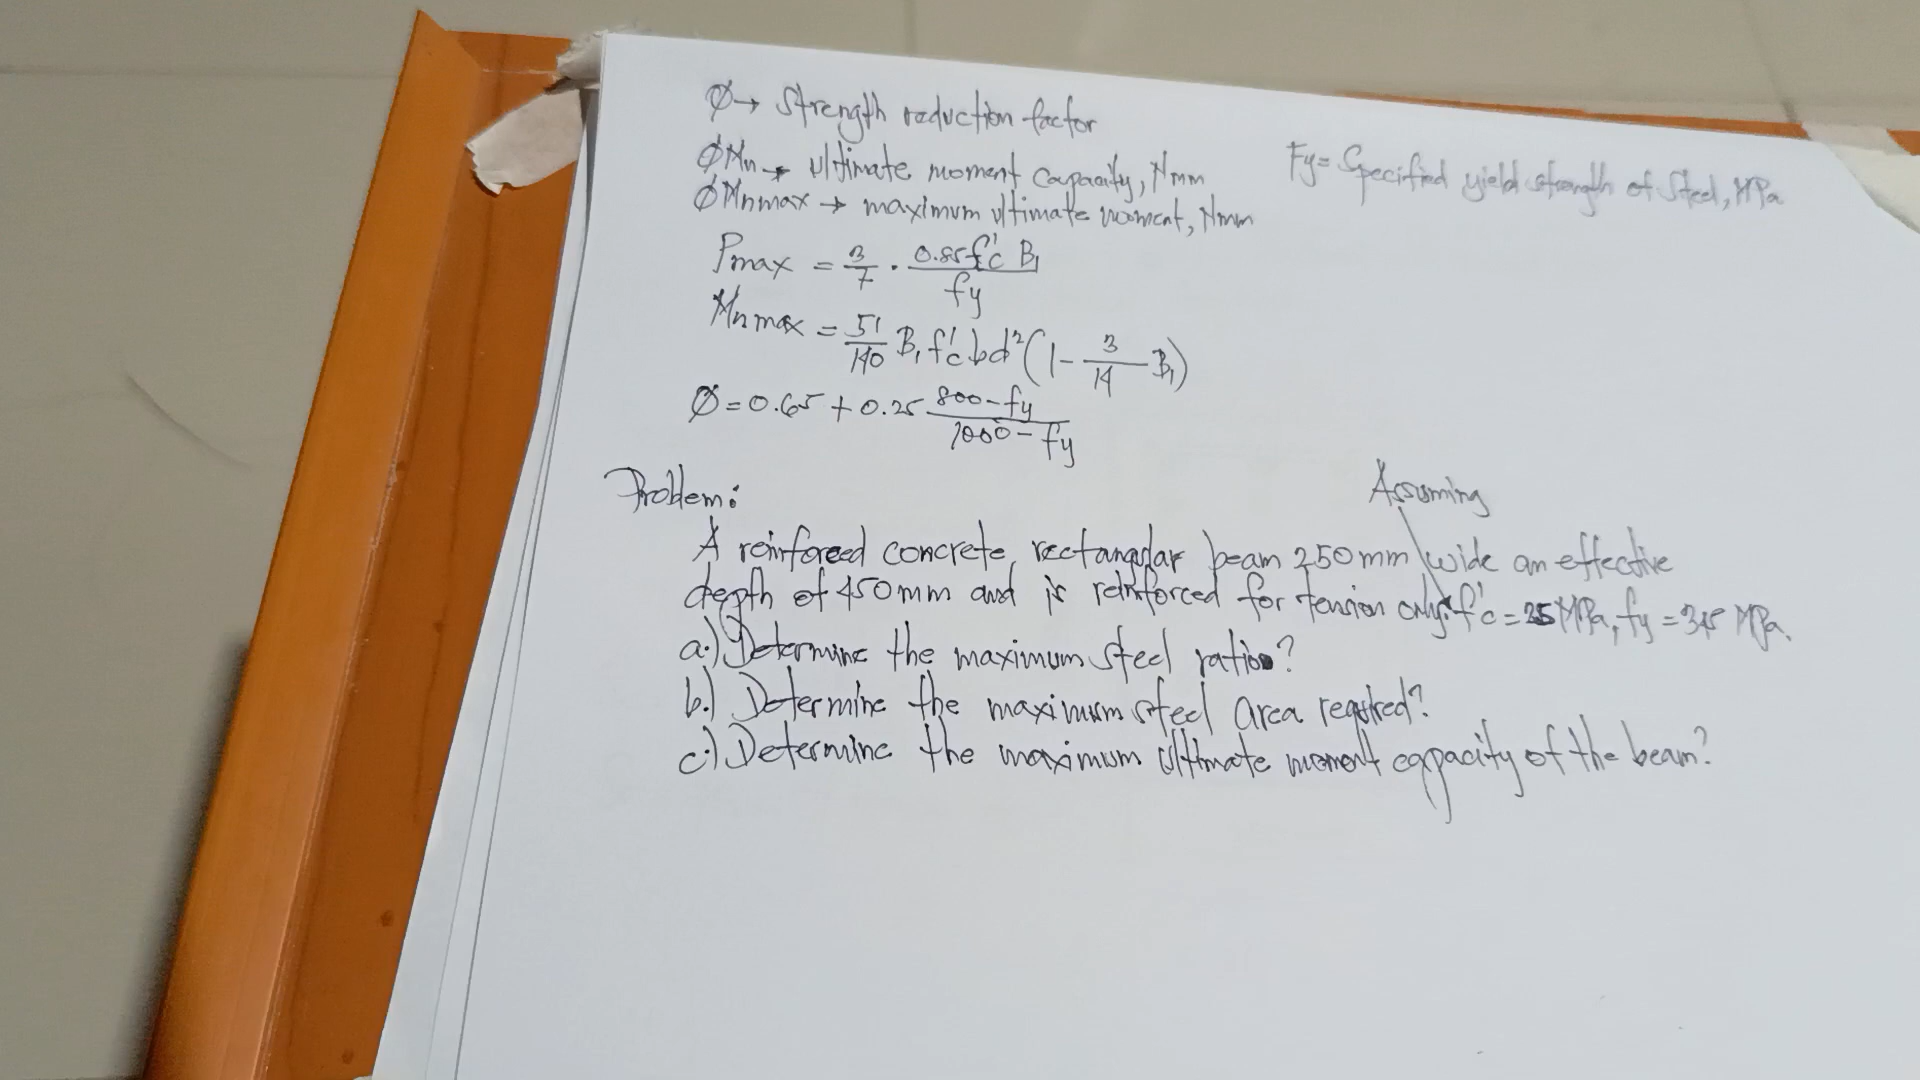 Ø → Strength reduction factor
ØMn → ultimate moment capacity, Nmm
Fy = Specified yield strength of Steel, MPa
ØMnmax → maximum ultimate moment, Nmm
Pmax = 3/7 · 0.85f'c B1 / fy
Mnmax = 51/140 B1 f'c bd² (1 - 3/14 B1)
Ø = 0.65 + 0.25 800-fy / 1000-fy
Problem:
Assuming
A reinforced concrete, rectangular beam 250mm wide an effective
depth of 450mm and is reinforced for tension only. f'c = 25 MPa, fy = 345 MPa.
a.) Determine the maximum steel ratio?
b.) Determine the maximum steel area required?
c.) Determine the maximum ultimate moment capacity of the beam?